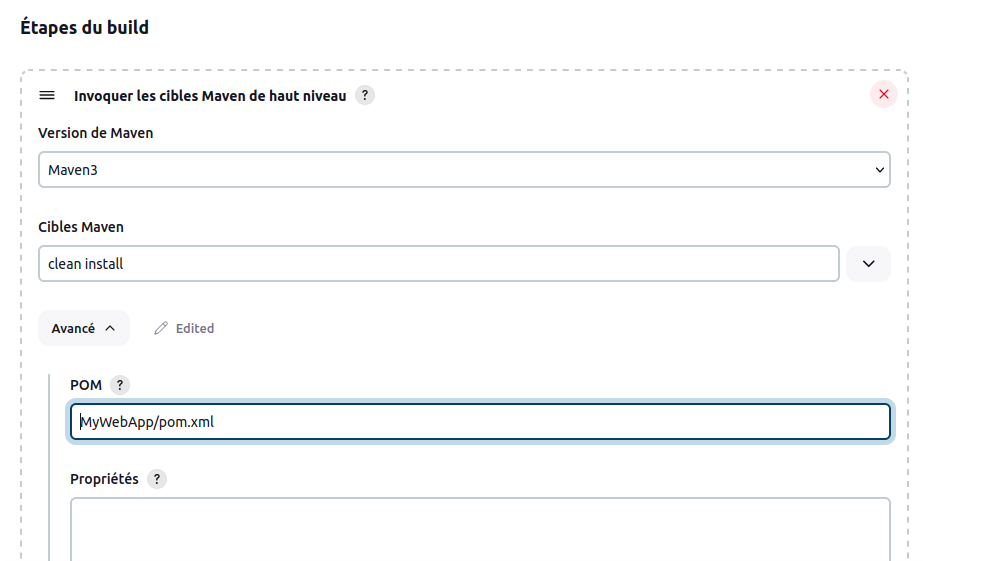 Étapes du build
Invoquer les cibles Maven de haut niveau ?
Version de Maven
Maven3
Cibles Maven
clean install
Avancé Edited
POM ?
MyWebApp/pom.xml
Propriétés ?